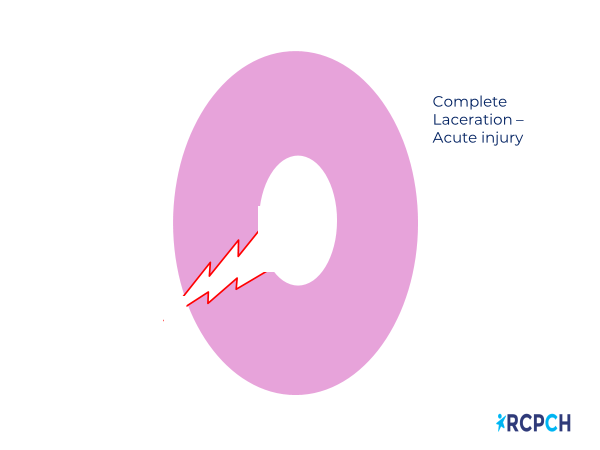 Complete
Laceration –
Acute injury
RCPCH